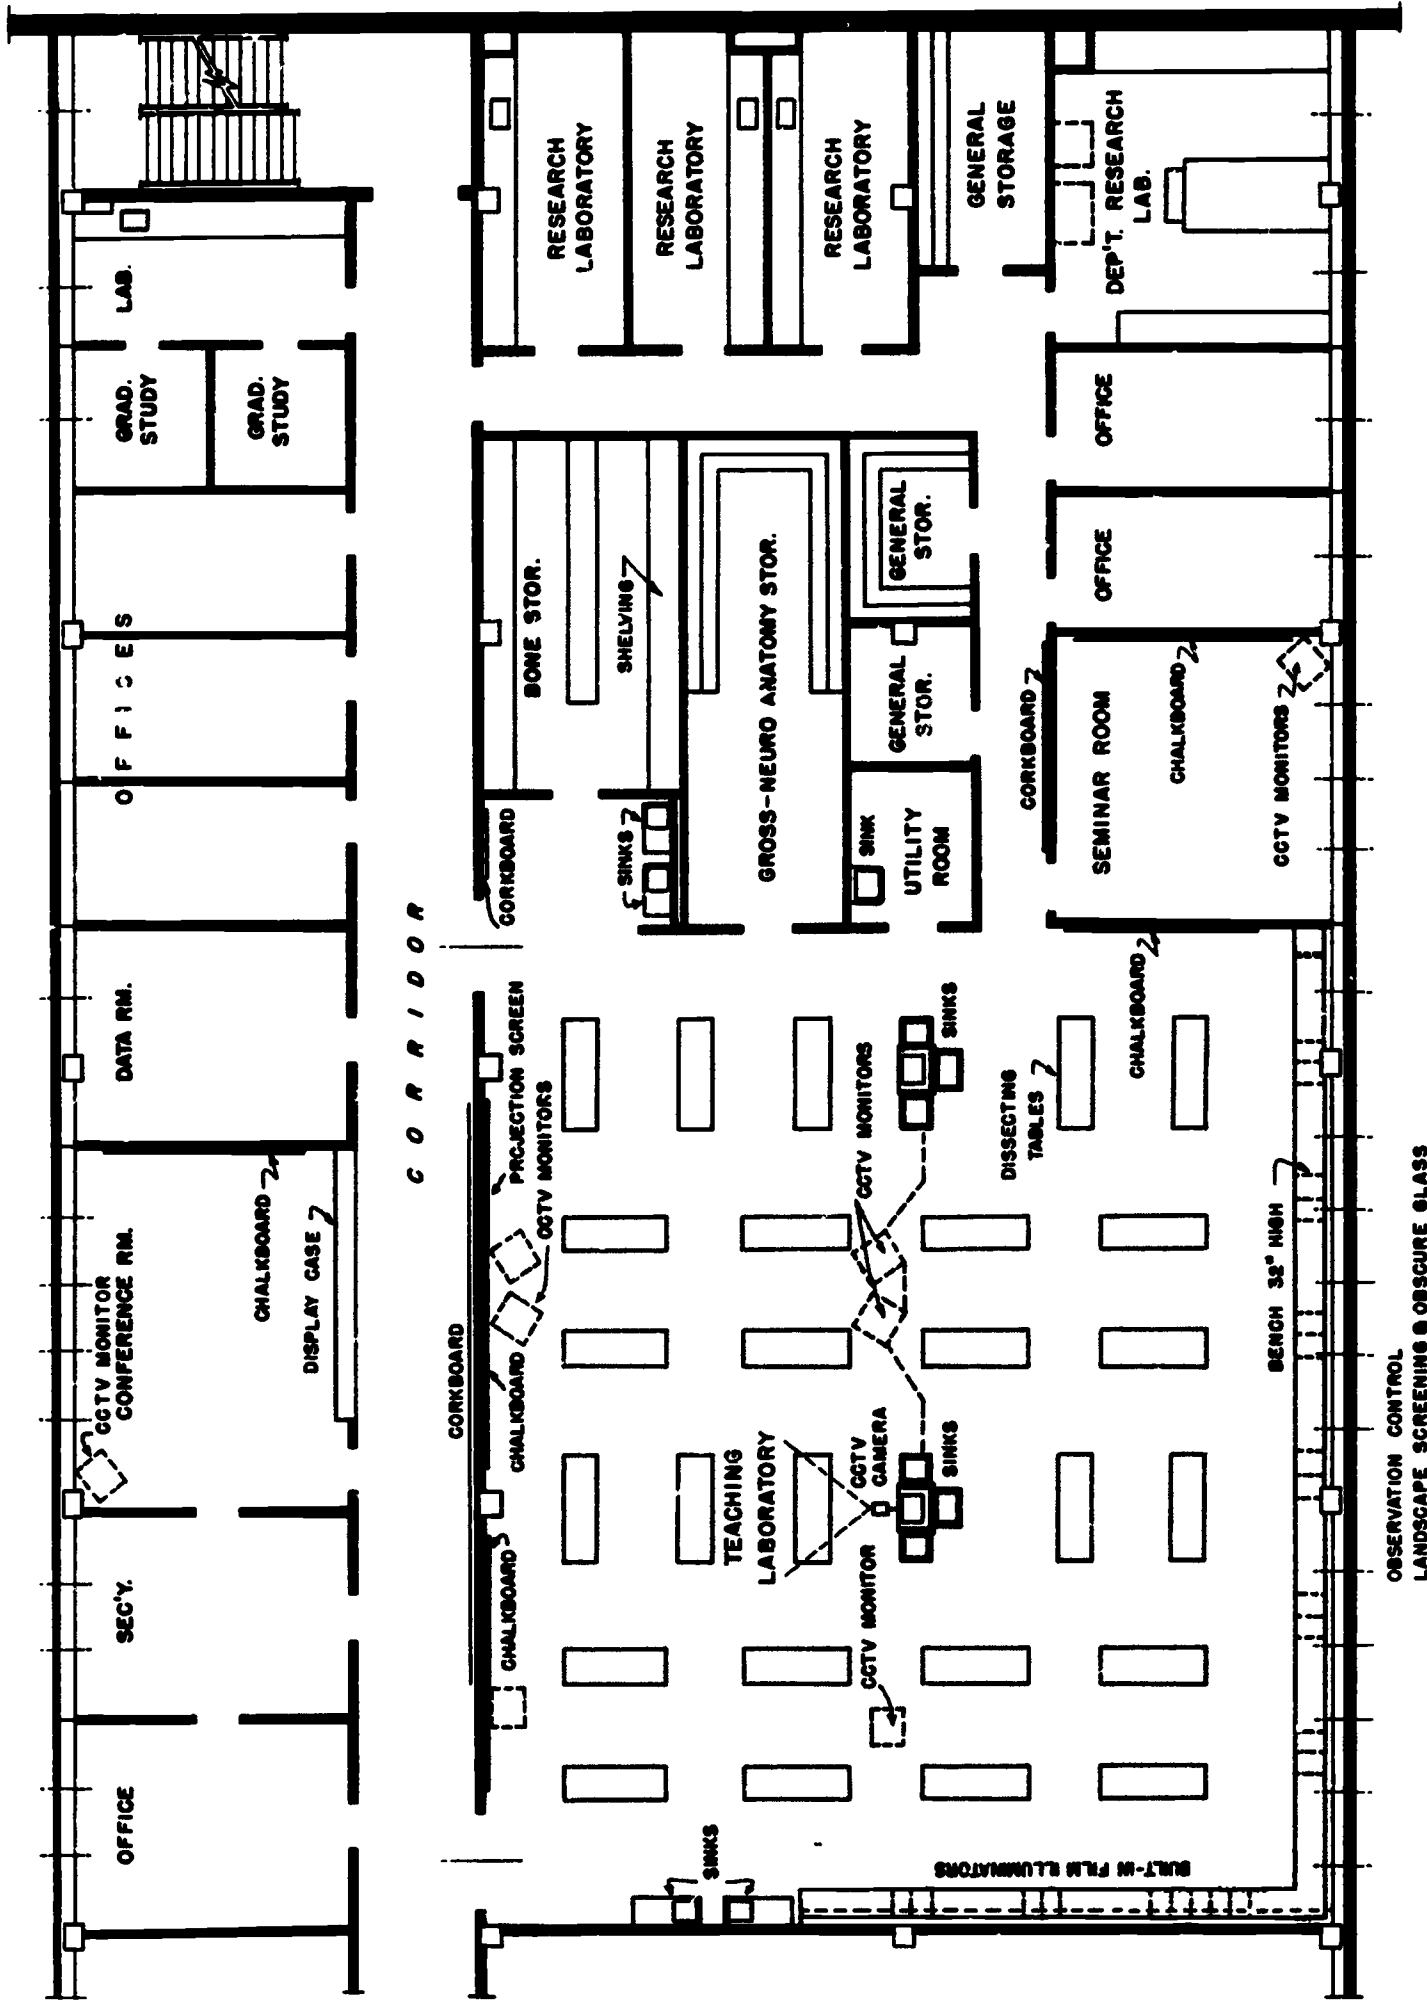 OFFICE
SEC'Y.
CCTV MONITOR
CONFERENCE RM.
CHALKBOARD
DISPLAY CASE
DATA RM.
OFFICES
GRAD.
STUDY
GRAD.
STUDY
LAB.
CORRIDOR
CORKBOARD
CHALKBOARD
CHALKBOARD
PROJECTION SCREEN
CCTV MONITORS
CORKBOARD
SINKS
BONE STOR.
SHELVING
RESEARCH
LABORATORY
RESEARCH
LABORATORY
RESEARCH
LABORATORY
GENERAL
STORAGE
SINKS
TEACHING
LABORATORY
CCTV MONITOR
CCTV
CAMERA
SINKS
CCTV MONITORS
SINKS
DISSECTING
TABLES
GROSS-NEURO ANATOMY STOR.
SINK
UTILITY
ROOM
GENERAL
STOR.
GENERAL
STOR.
BUILT-IN FILM ILLUMINATORS
BENCH 32" HIGH
CHALKBOARD
CORKBOARD
SEMINAR ROOM
CHALKBOARD
CCTV MONITORS
OFFICE
OFFICE
DEP'T. RESEARCH
LAB.
OBSERVATION CONTROL
LANDSCAPE SCREENING & OBSCURE GLASS